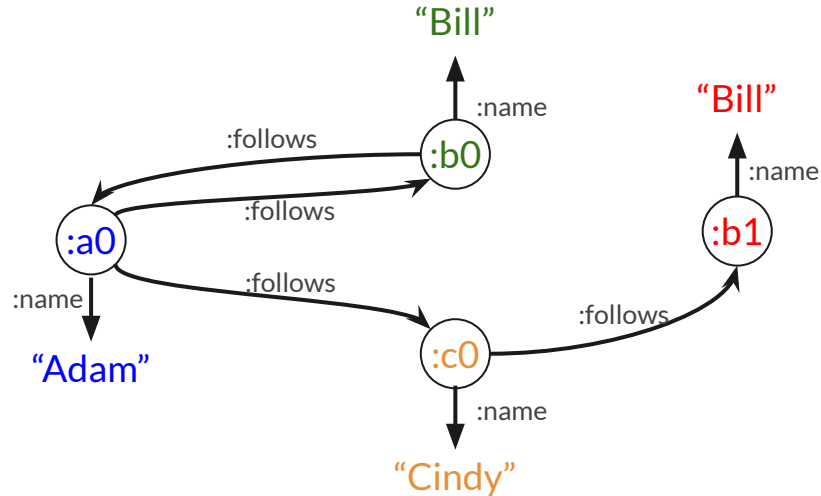 “Bill”
“Bill”
:name
:follows
:b0
:name
:follows
:a0
:b1
:follows
:name
:follows
“Adam”
:c0
:name
“Cindy”